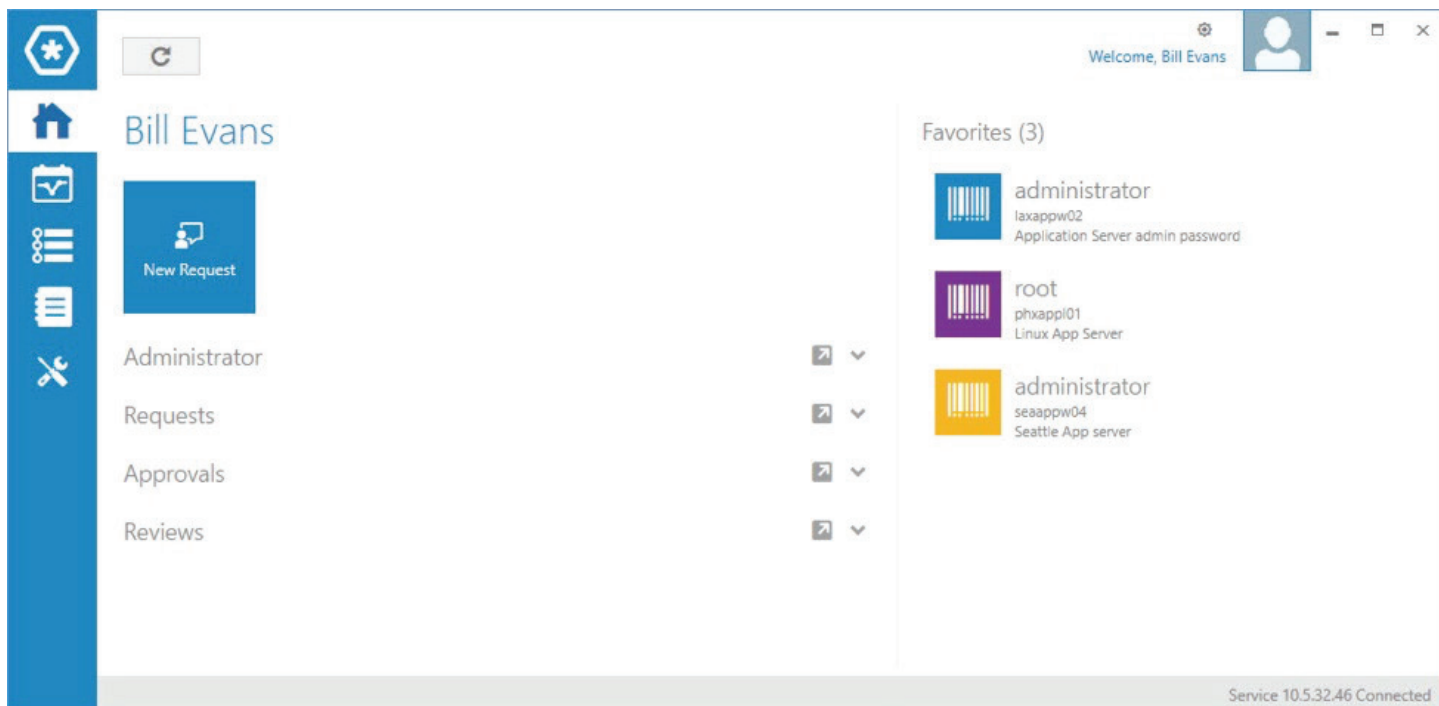 Welcome, Bill Evans
Bill Evans
New Request
Administrator
Requests
Approvals
Reviews
Favorites (3)
administrator
laxappw02
Application Server admin password
root
phxappl01
Linux App Server
administrator
seaappw04
Seattle App server
Service 10.5.32.46 Connected